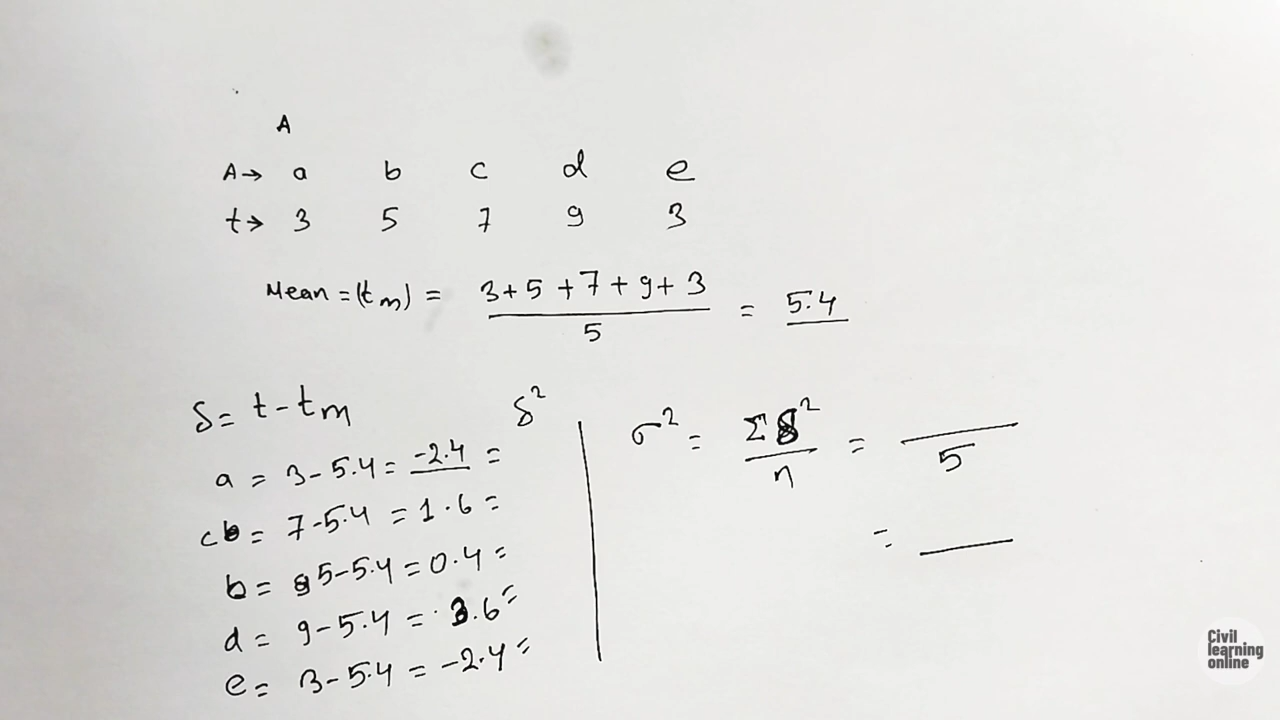 A
A→ a b c d e
t→ 3 5 7 9 3
Mean = (tm) = 3+5+7+9+3 / 5 = 5.4
δ = t - tm δ²
a = 3-5.4 = -2.4 =
c = 7-5.4 = 1.6 =
b = 5-5.4 = 0.4 =
d = 9-5.4 = 3.6 =
e = 3-5.4 = -2.4 =
σ² = Σδ² / n = __ / 5
= __
Civil
learning
online